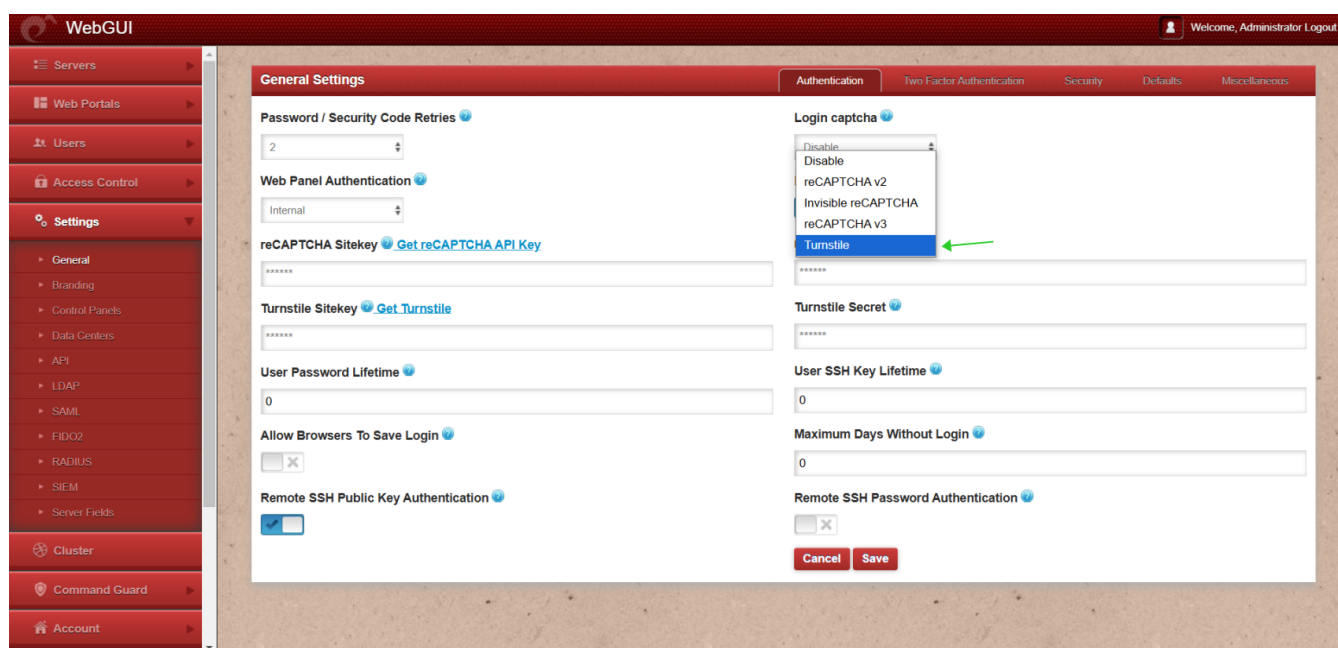 WebGUI
Welcome, Administrator Logout
Servers
Web Portals
Users
Access Control
Settings
General
Branding
Control Panels
Data Centers
API
LDAP
SAML
FIDO2
RADIUS
SIEM
Server Fields
Cluster
Command Guard
Account
General Settings
Authentication
Two Factor Authentication
Security
Defaults
Miscellaneous
Password / Security Code Retries
Login captcha
2
Disable
Disable
reCAPTCHA v2
Invisible reCAPTCHA
reCAPTCHA v3
Turnstile
Web Panel Authentication
Internal
reCAPTCHA Sitekey Get reCAPTCHA API Key
******
******
Turnstile Sitekey Get Turnstile
Turnstile Secret
******
******
User Password Lifetime
User SSH Key Lifetime
0
0
Allow Browsers To Save Login
Maximum Days Without Login
0
Remote SSH Public Key Authentication
Remote SSH Password Authentication
Cancel
Save